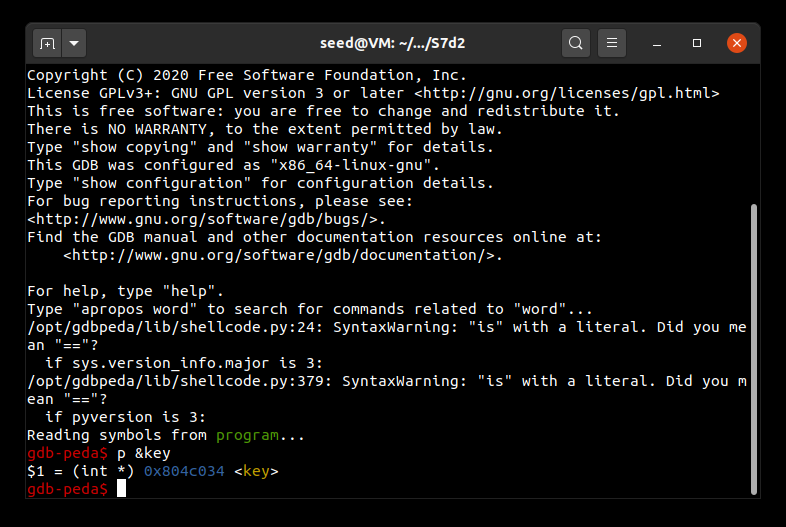 seed@VM: ~/.../S7d2
Copyright (C) 2020 Free Software Foundation, Inc.
License GPLv3+: GNU GPL version 3 or later <http://gnu.org/licenses/gpl.html>
This is free software: you are free to change and redistribute it.
There is NO WARRANTY, to the extent permitted by law.
Type "show copying" and "show warranty" for details.
This GDB was configured as "x86_64-linux-gnu".
Type "show configuration" for configuration details.
For bug reporting instructions, please see:
<http://www.gnu.org/software/gdb/bugs/>.
Find the GDB manual and other documentation resources online at:
    <http://www.gnu.org/software/gdb/documentation/>.

For help, type "help".
Type "apropos word" to search for commands related to "word"...
/opt/gdbpeda/lib/shellcode.py:24: SyntaxWarning: "is" with a literal. Did you me
an "=="?
  if sys.version_info.major is 3:
/opt/gdbpeda/lib/shellcode.py:379: SyntaxWarning: "is" with a literal. Did you m
ean "=="?
  if pyversion is 3:
Reading symbols from program...
gdb-peda$ p &key
$1 = (int *) 0x804c034 <key>
gdb-peda$